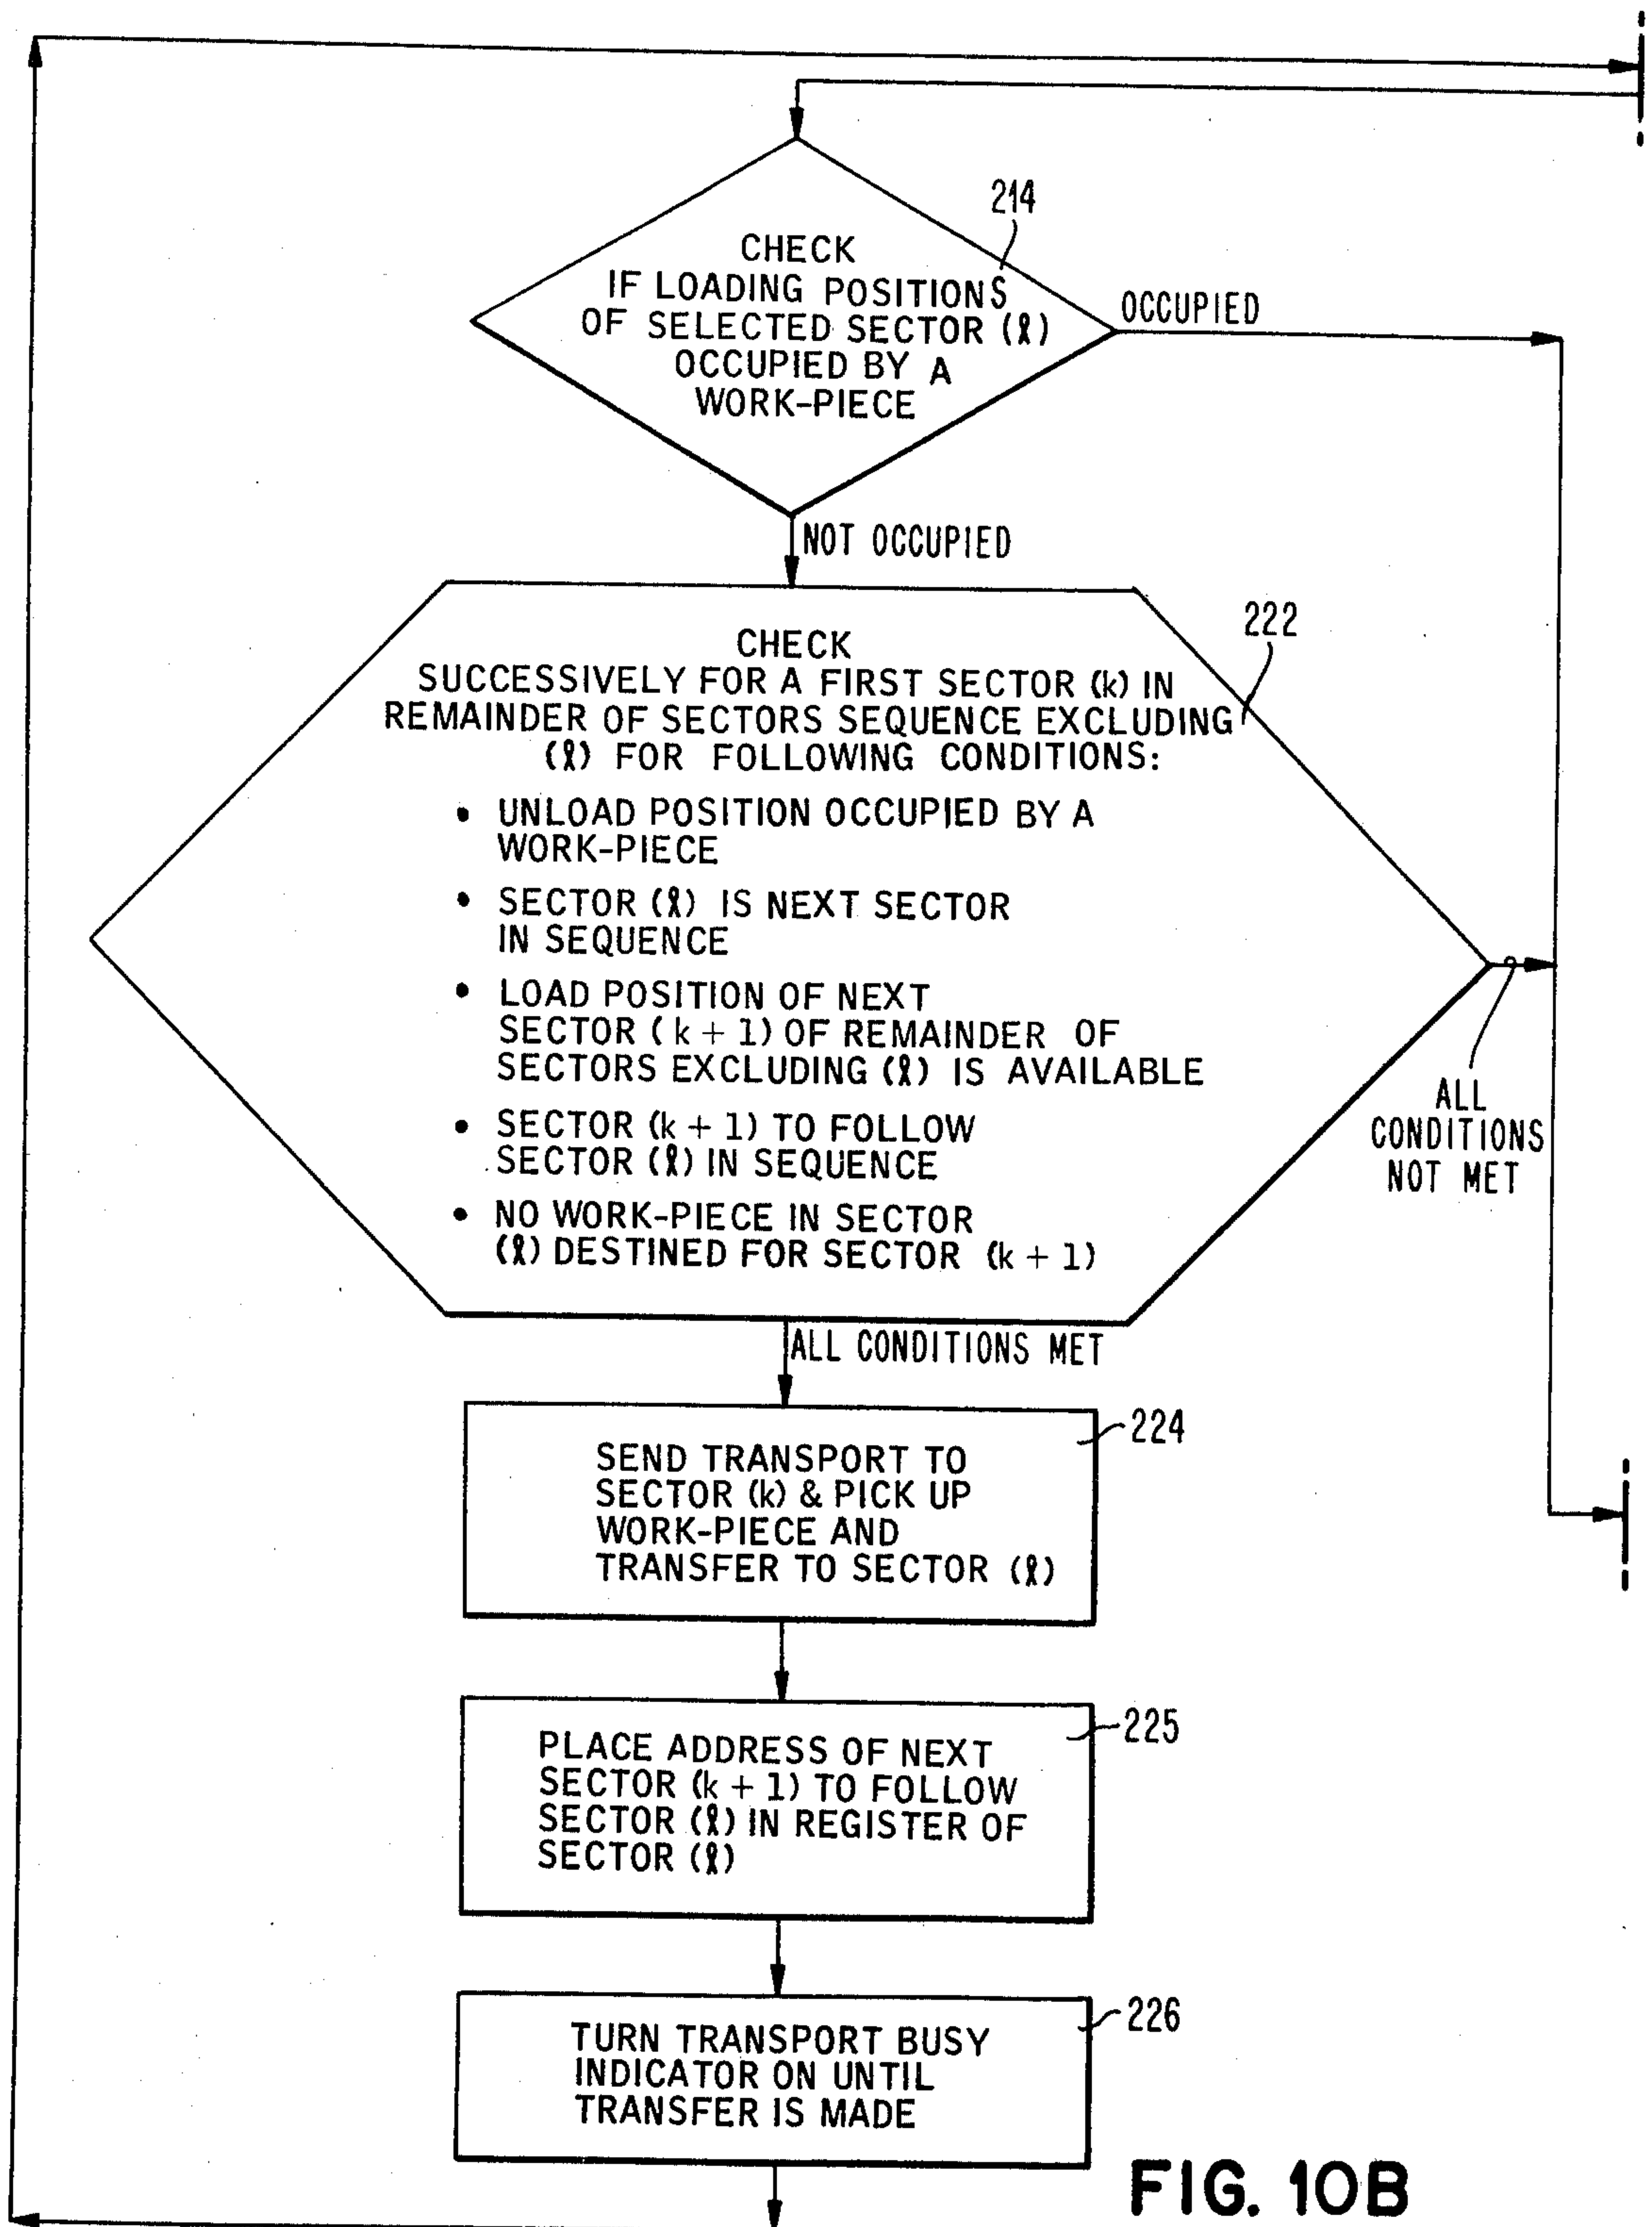 214
CHECK
IF LOADING POSITIONS
OF SELECTED SECTOR (ℓ)
OCCUPIED BY A
WORK-PIECE
OCCUPIED
NOT OCCUPIED
222
CHECK
SUCCESSIVELY FOR A FIRST SECTOR (k) IN
REMAINDER OF SECTORS SEQUENCE EXCLUDING
(ℓ) FOR FOLLOWING CONDITIONS:
• UNLOAD POSITION OCCUPIED BY A
WORK-PIECE
• SECTOR (ℓ) IS NEXT SECTOR
IN SEQUENCE
• LOAD POSITION OF NEXT
SECTOR (k + 1) OF REMAINDER OF
SECTORS EXCLUDING (ℓ) IS AVAILABLE
• SECTOR (k + 1) TO FOLLOW
SECTOR (ℓ) IN SEQUENCE
• NO WORK-PIECE IN SECTOR
(ℓ) DESTINED FOR SECTOR (k + 1)
ALL
CONDITIONS
NOT MET
ALL CONDITIONS MET
224
SEND TRANSPORT TO
SECTOR (k) & PICK UP
WORK-PIECE AND
TRANSFER TO SECTOR (ℓ)
225
PLACE ADDRESS OF NEXT
SECTOR (k + 1) TO FOLLOW
SECTOR (ℓ) IN REGISTER OF
SECTOR (ℓ)
226
TURN TRANSPORT BUSY
INDICATOR ON UNTIL
TRANSFER IS MADE
FIG. 10B